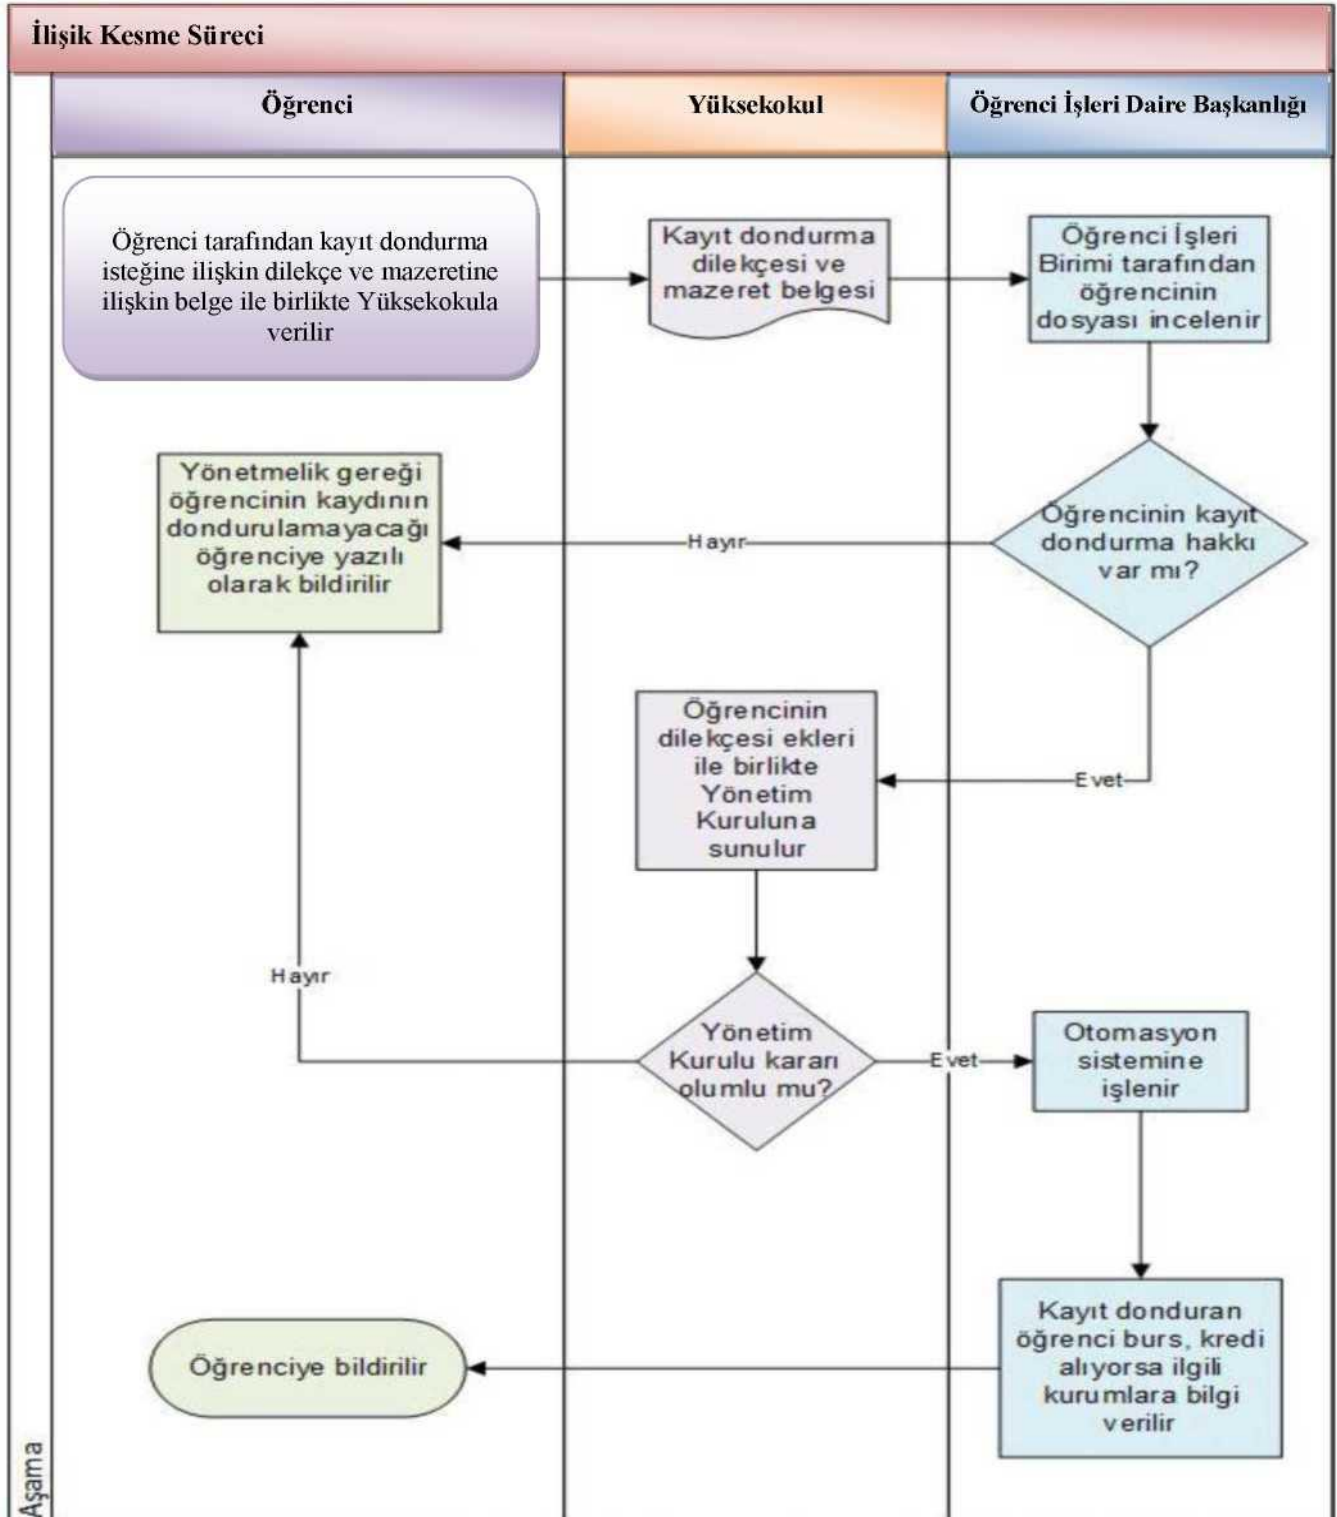 İlişik Kesme Süreci
Öğrenci
Yüksekokul
Öğrenci İşleri Daire Başkanlığı
Öğrenci tarafından kayıt dondurma
isteğine ilişkin dilekçe ve mazeretine
ilişkin belge ile birlikte Yüksekokula
verilir
Kayıt dondurma
dilekçesi ve
mazeret belgesi
Öğrenci İşleri
Birimi tarafından
öğrencinin
dosyası incelenir
Yönetmelik gereği
öğrencinin kaydının
dondurulamayacağı
öğrenciye yazılı
olarak bildirilir
Hayır
Öğrencinin kayıt
dondurma hakkı
var mı?
Öğrencinin
dilekçesi ekleri
ile birlikte
Yönetim
Kuruluna
sunulur
Evet
Hayır
Yönetim
Kurulu kararı
olumlu mu?
Evet
Otomasyon
sistemine
işlenir
Öğrenciye bildirilir
Kayıt donduran
öğrenci burs, kredi
alıyorsa ilgili
kurumlara bilgi
verilir
Aşama